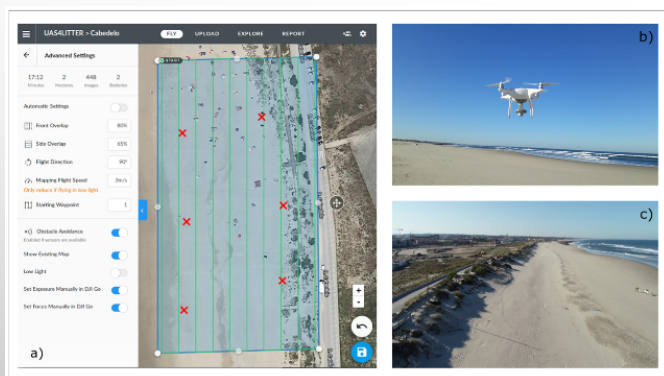 UAS4LITTER > Cabedelo
FLY UPLOAD EXPLORE REPORT
Advanced Settings
17:12 2 448 2
Minutes Hectares Images Batteries
Automatic Settings
Front Overlap 80%
Side Overlap 65%
Flight Direction 90°
Mapping Flight Speed 3m/s
Only reduce if flying in low light
Starting Waypoint 1
Obstacle Avoidance
Enabled if sensors are available
Show Existing Map
Low Light
Set Exposure Manually in DJI Go
Set Focus Manually in DJI Go
START
a)
b)
c)